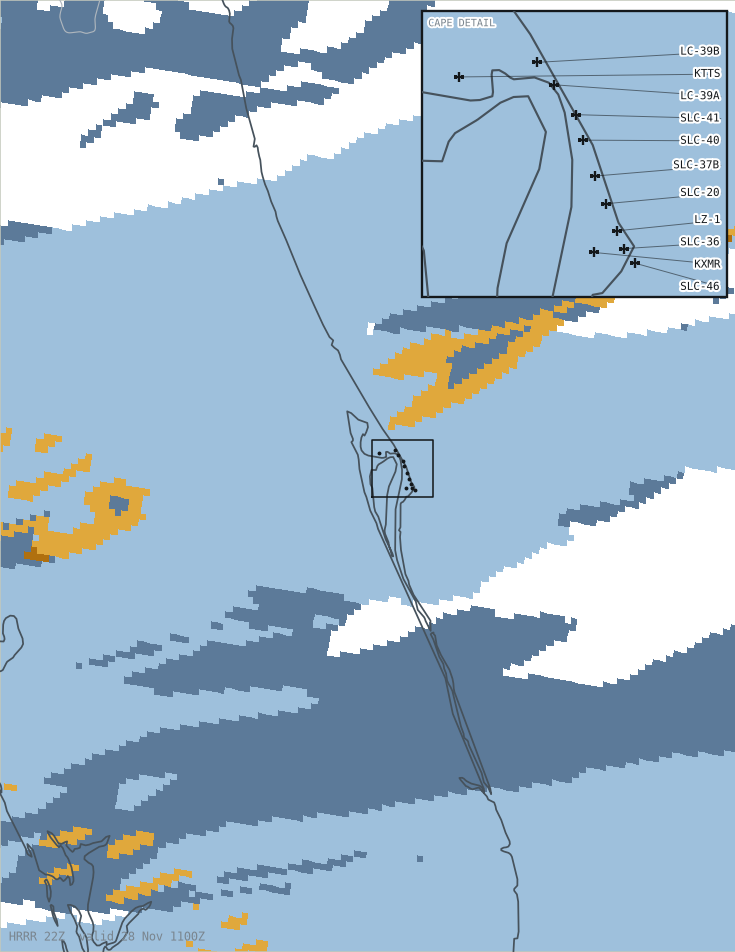 CAPE DETAIL
LC-39B
KTTS
LC-39A
SLC-41
SLC-40
SLC-37B
SLC-20
LZ-1
SLC-36
KXMR
SLC-46
HRRR 22Z  valid 28 Nov 1100Z